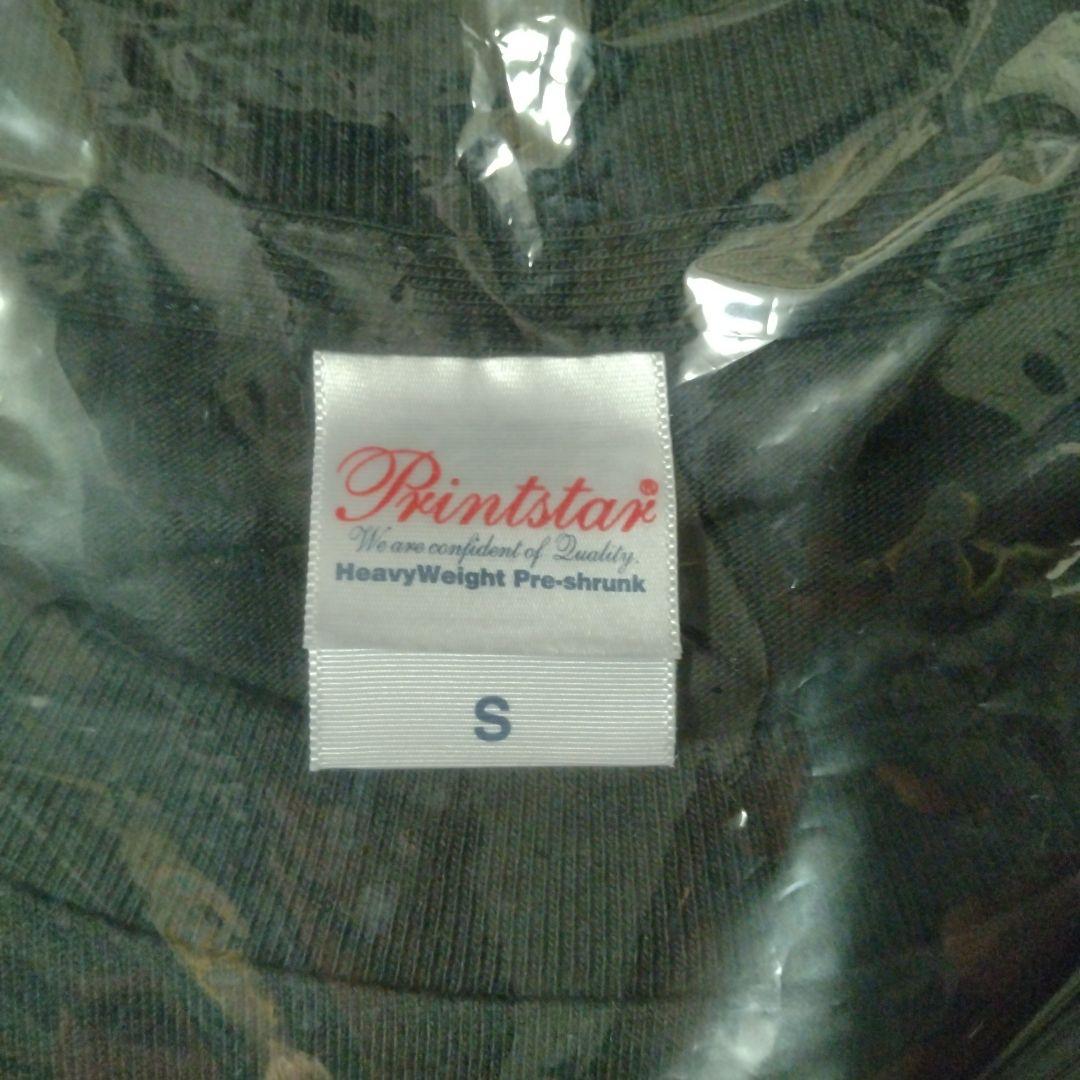 Printstar®
We are confident of Quality.
HeavyWeight Pre-shrunk
S